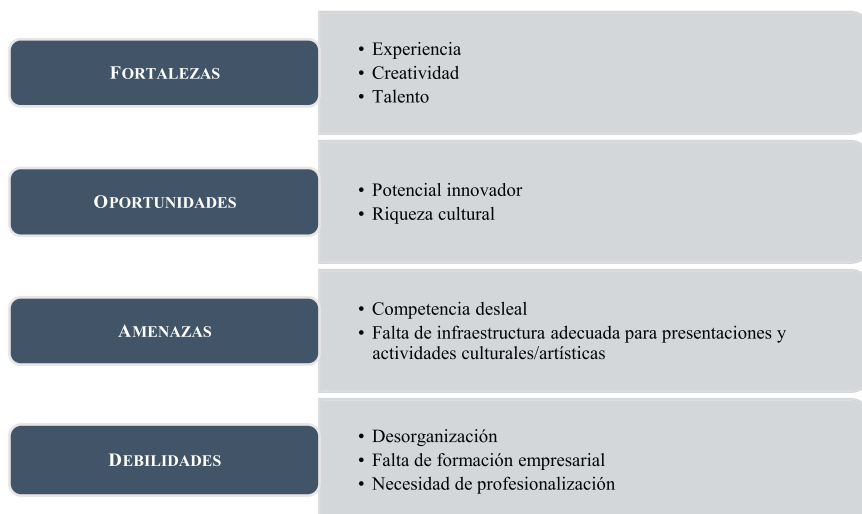 FORTALEZAS
• Experiencia
• Creatividad
• Talento
OPORTUNIDADES
• Potencial innovador
• Riqueza cultural
AMENAZAS
• Competencia desleal
• Falta de infraestructura adecuada para presentaciones y
actividades culturales/artísticas
DEBILIDADES
• Desorganización
• Falta de formación empresarial
• Necesidad de profesionalización